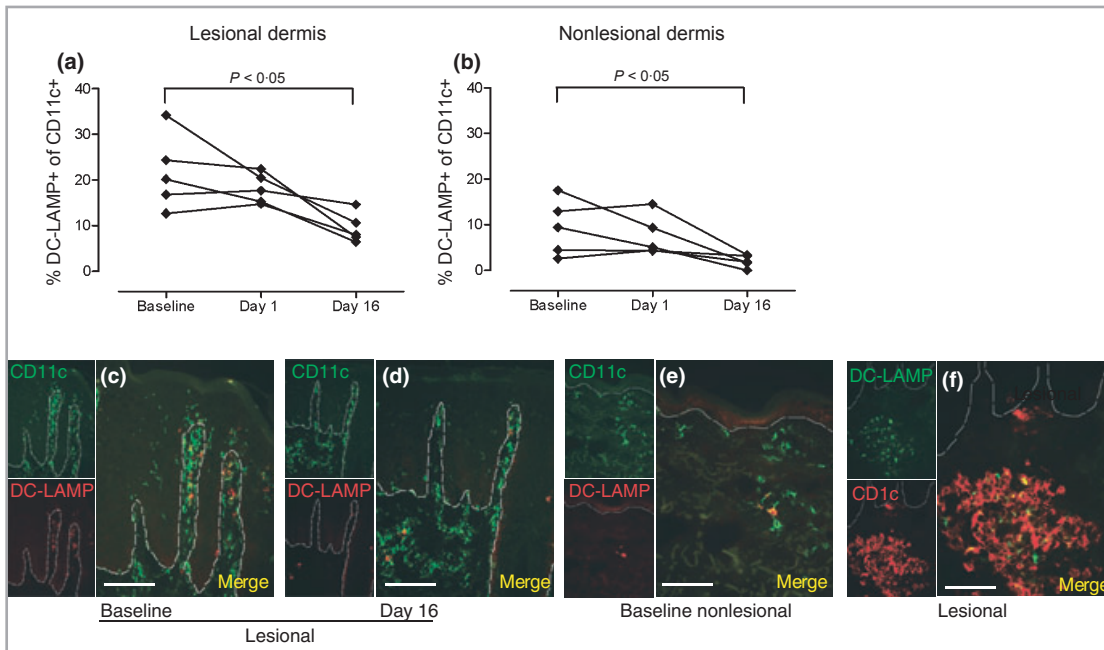 Lesional dermis
Nonlesional dermis
(a)
(b)
P < 0·05
P < 0·05
% DC-LAMP+ of CD11c+
40
30
20
10
0
Baseline
Day 1
Day 16
% DC-LAMP+ of CD11c+
40
30
20
10
0
Baseline
Day 1
Day 16
CD11c
(c)
DC-LAMP
Merge
CD11c
(d)
DC-LAMP
Merge
CD11c
(e)
DC-LAMP
Merge
DC-LAMP
(f)
Lesional
CD1c
Merge
Baseline
Day 16
Lesional
Baseline nonlesional
Lesional